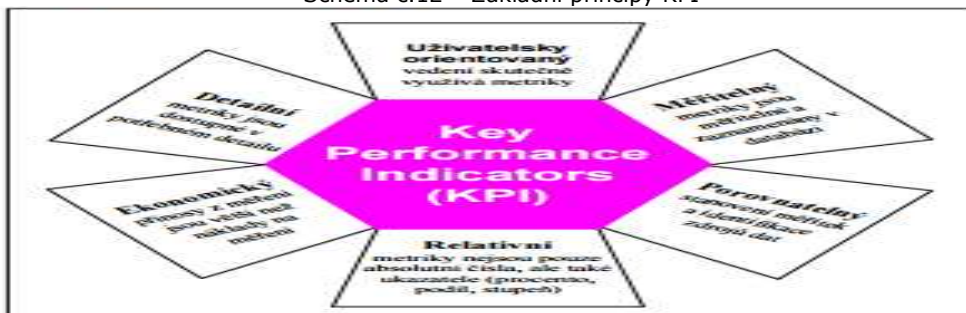 Schéma č.12 – Základní principy KPI
Uživatelsky
orientovaný
vedení skutečně
využívá metriky
Měřitelný
metriky jsou
měřitelné a
zaznamenány v
databázi
Porovnatelný
stanovení měřítek
a identifikace
zdrojů dat
Relativní
metriky nejsou pouze
absolutní čísla, ale také
ukazatele (procento,
podíl, stupeň)
Ekonomický
přínosy z měření
jsou větší než
náklady na
měření
Detailní
metriky jsou
dostupné v
potřebném detailu
Key
Performance
Indicators
(KPI)